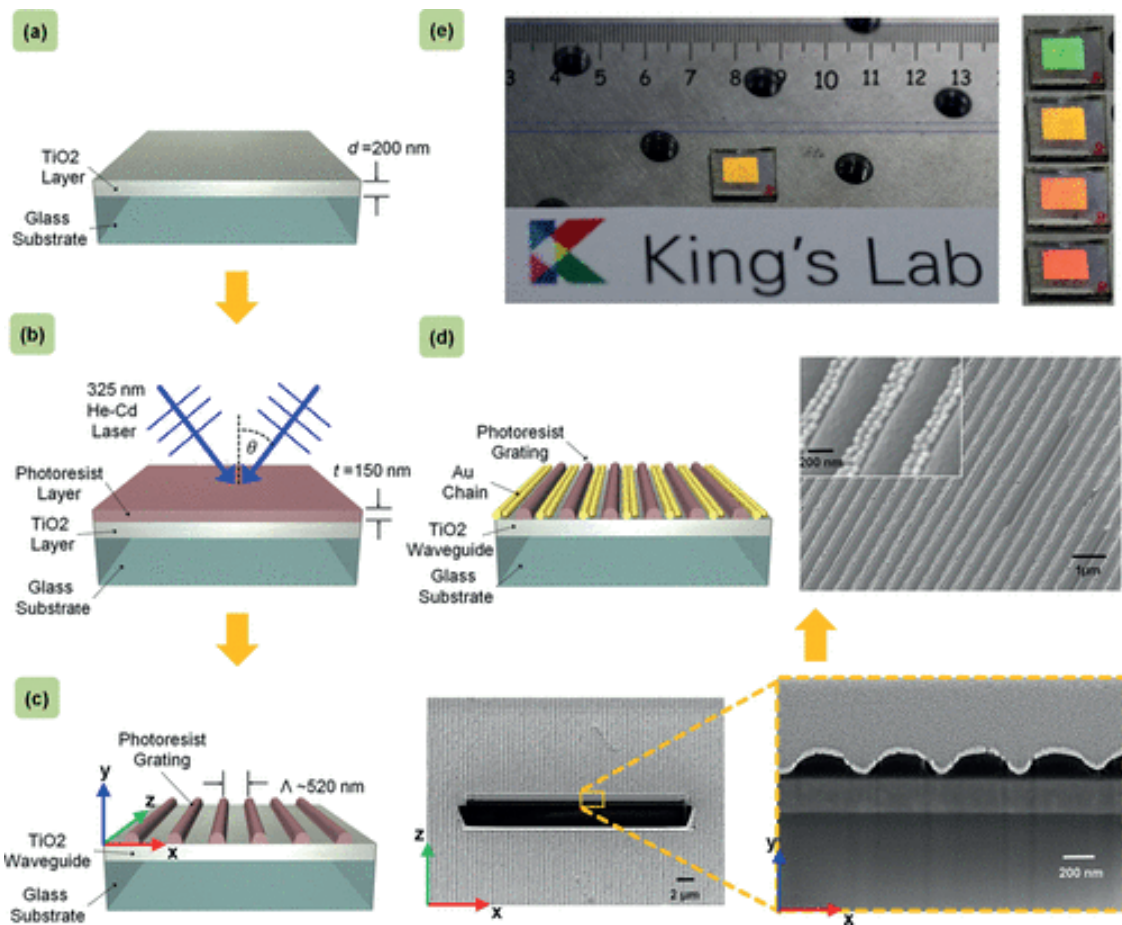 (a)
TiO2
Layer
Glass
Substrate
d =200 nm
(e)
3 4 5 6 7 8 9 10 11 12 13
King's Lab
(b)
325 nm
He-Cd
Laser
θ
Photoresist
Layer
t =150 nm
TiO2
Layer
Glass
Substrate
(d)
Photoresist
Grating
Au
Chain
TiO2
Waveguide
Glass
Substrate
200 nm
1µm
(c)
Photoresist
Grating
Λ ~520 nm
y
z
x
TiO2
Waveguide
Glass
Substrate
z
x
2 µm
y
x
200 nm